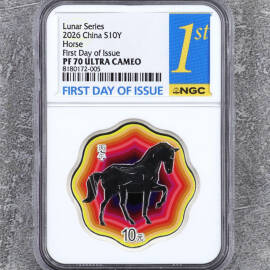 Lunar Series
2026 China S10Y
Horse
First Day of Issue
PF 70 ULTRA CAMEO
8180172-005
1st
FIRST DAY OF ISSUE
NGC
10元